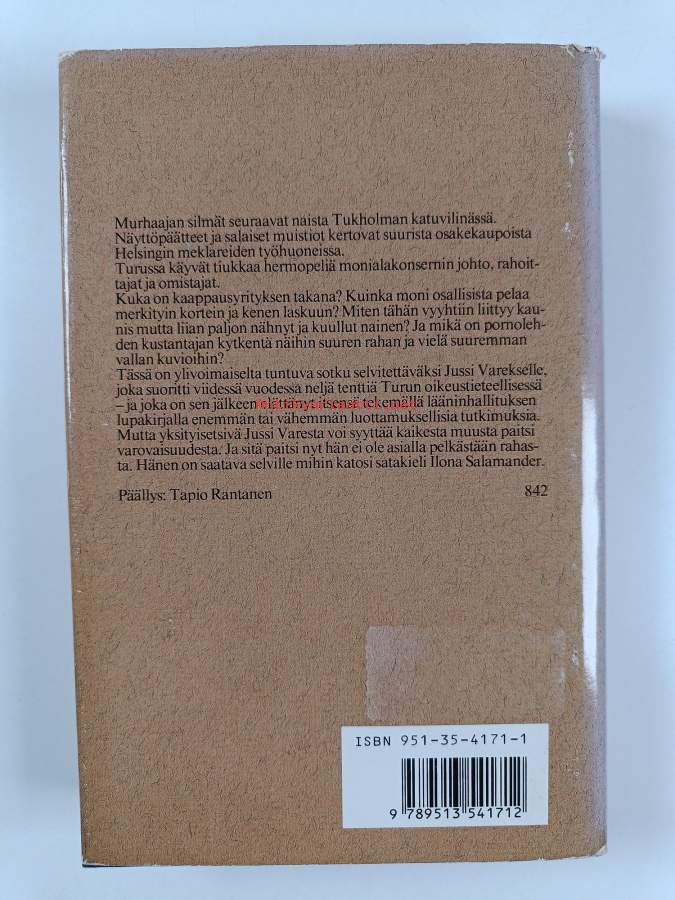 Murhaajan silmät seuraavat naista Tukholman katuvilinässä.
Näyttöpäätteet ja salaiset muistiot kertovat suurista osakekaupoista
Helsingin meklareiden työhuoneissa.
Turussa käyvät tiukkaa hermopeliä monialakonsernin johto, rahoit-
tajat ja omistajat.
Kuka on kaappausyrityksen takana? Kuinka moni osallisista pelaa
merkityin kortein ja kenen laskuun? Miten tähän vyyhtiin liittyy kau-
nis mutta liian paljon nähnyt ja kuullut nainen? Ja mikä on pornoleh-
den kustantajan kytkentä näihin suuren rahan ja vielä suuremman
vallan kuvioihin?
Tässä on ylivoimaiselta tuntuva sotku selvitettäväksi Jussi Varekselle,
joka suoritti viidessä vuodessa neljä tenttiä Turun oikeustieteellisessä
– ja joka on sen jälkeen elättänyt itsensä tekemällä lääninhallituksen
lupakirjalla enemmän tai vähemmän luottamuksellisia tutkimuksia.
Mutta yksityisetsivä Jussi Varesta voi syyttää kaikesta muusta paitsi
varovaisuudesta. Ja sitä paitsi nyt hän ei ole asialla pelkästään rahas-
ta. Hänen on saatava selville mihin katosi satakieli Ilona Salamander.
Päällys: Tapio Rantanen 842
ISBN 951-35-4171-1
9 789513 541712